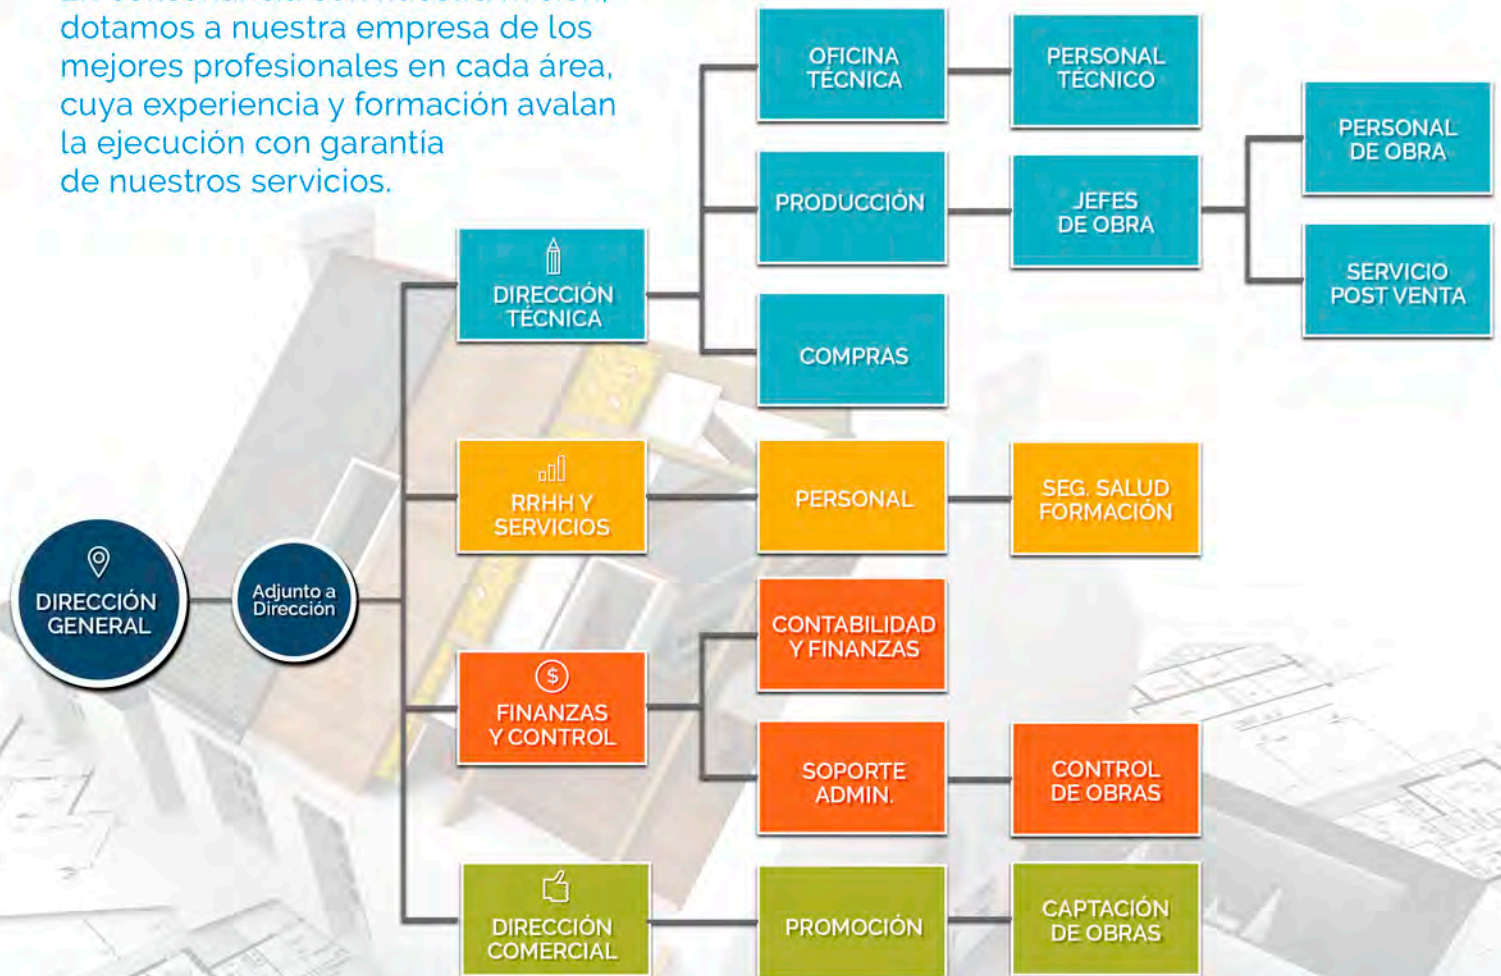 dotamos a nuestra empresa de los
mejores profesionales en cada área,
cuya experiencia y formación avalan
la ejecución con garantía
de nuestros servicios.
OFICINA
TÉCNICA
PERSONAL
TÉCNICO
PERSONAL
DE OBRA
PRODUCCIÓN
JEFES
DE OBRA
SERVICIO
POST VENTA
DIRECCIÓN
TÉCNICA
COMPRAS
RRHH Y
SERVICIOS
PERSONAL
SEG. SALUD
FORMACIÓN
DIRECCIÓN
GENERAL
Adjunto a
Dirección
CONTABILIDAD
Y FINANZAS
$
FINANZAS
Y CONTROL
SOPORTE
ADMIN.
CONTROL
DE OBRAS
DIRECCIÓN
COMERCIAL
PROMOCIÓN
CAPTACIÓN
DE OBRAS